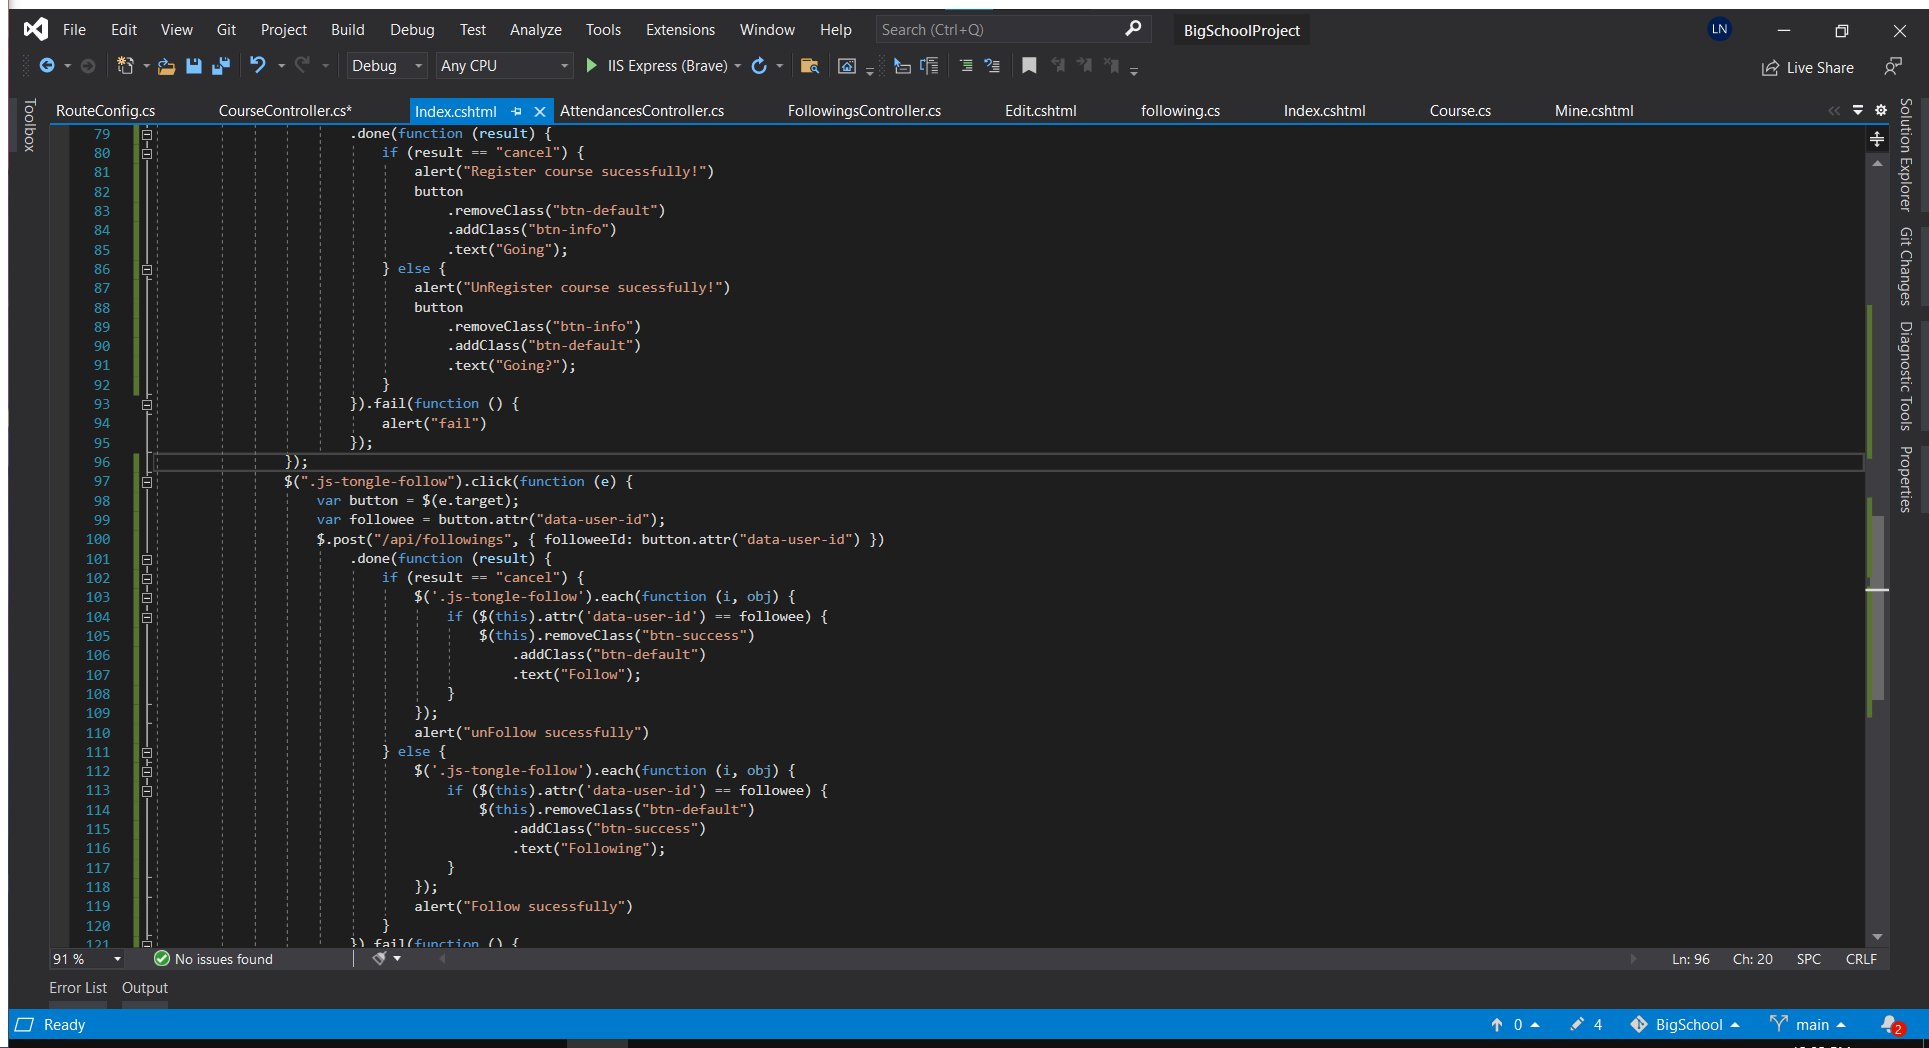 File Edit View Git Project Build Debug Test Analyze Tools Extensions Window Help Search (Ctrl+Q) BigSchoolProject LN
Debug Any CPU IIS Express (Brave) Live Share
Toolbox
RouteConfig.cs CourseController.cs* Index.cshtml AttendancesController.cs FollowingsController.cs Edit.cshtml following.cs Index.cshtml Course.cs Mine.cshtml
79 .done(function (result) {
80 if (result == "cancel") {
81 alert("Register course sucessfully!")
82 button
83 .removeClass("btn-default")
84 .addClass("btn-info")
85 .text("Going");
86 } else {
87 alert("UnRegister course sucessfully!")
88 button
89 .removeClass("btn-info")
90 .addClass("btn-default")
91 .text("Going?");
92 }
93 }).fail(function () {
94 alert("fail")
95 });
96 });
97 $(".js-tongle-follow").click(function (e) {
98 var button = $(e.target);
99 var followee = button.attr("data-user-id");
100 $.post("/api/followings", { followeeId: button.attr("data-user-id") })
101 .done(function (result) {
102 if (result == "cancel") {
103 $('.js-tongle-follow').each(function (i, obj) {
104 if ($(this).attr('data-user-id') == followee) {
105 $(this).removeClass("btn-success")
106 .addClass("btn-default")
107 .text("Follow");
108 }
109 });
110 alert("unFollow sucessfully")
111 } else {
112 $('.js-tongle-follow').each(function (i, obj) {
113 if ($(this).attr('data-user-id') == followee) {
114 $(this).removeClass("btn-default")
115 .addClass("btn-success")
116 .text("Following");
117 }
118 });
119 alert("Follow sucessfully")
120 }
121 }).fail(function () {
Solution Explorer
Git Changes
Diagnostic Tools
Properties
91 % No issues found Ln: 96 Ch: 20 SPC CRLF
Error List Output
Ready 0 4 BigSchool main 2